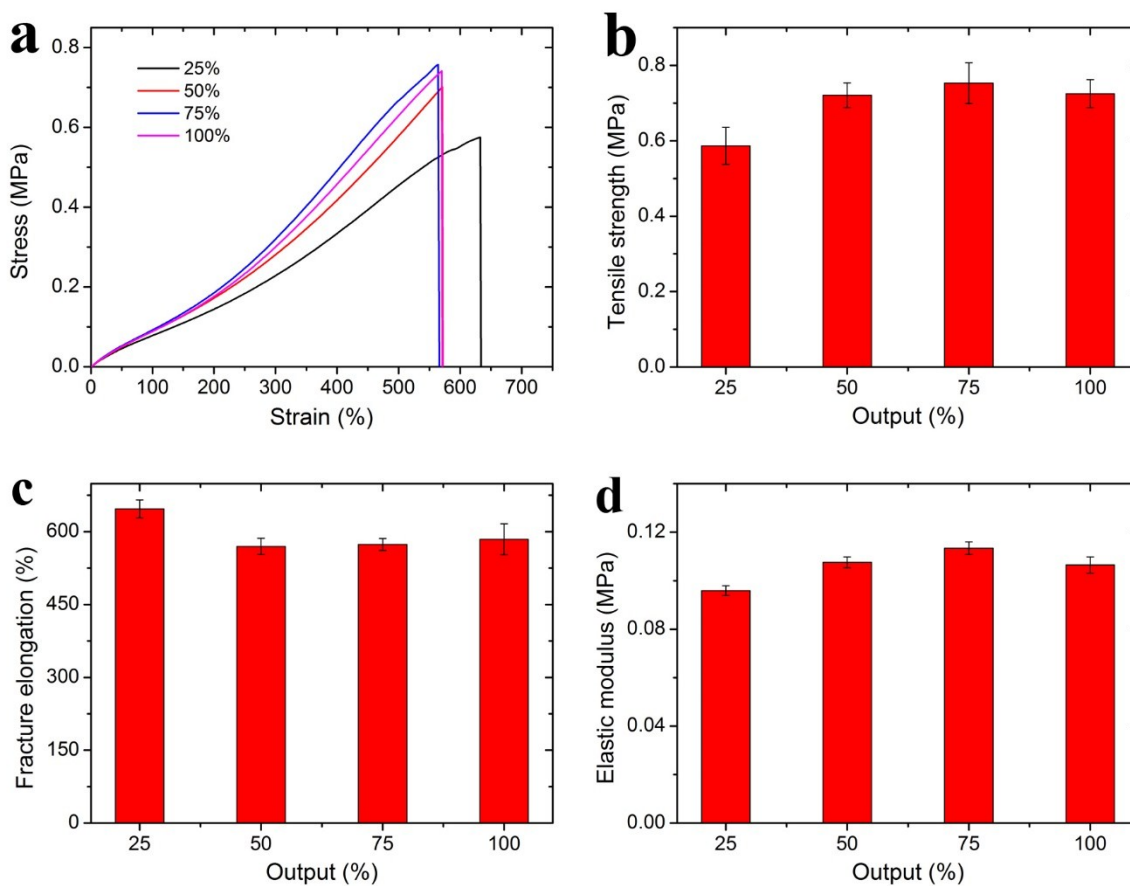 a
Stress (MPa)
0.8
0.6
0.4
0.2
0.0
25%
50%
75%
100%
0 100 200 300 400 500 600 700
Strain (%)
b
Tensile strength (MPa)
0.8
0.6
0.4
0.2
0.0
25 50 75 100
Output (%)
c
Fracture elongation (%)
600
450
300
150
0
25 50 75 100
Output (%)
d
Elastic modulus (MPa)
0.12
0.08
0.04
0.00
25 50 75 100
Output (%)